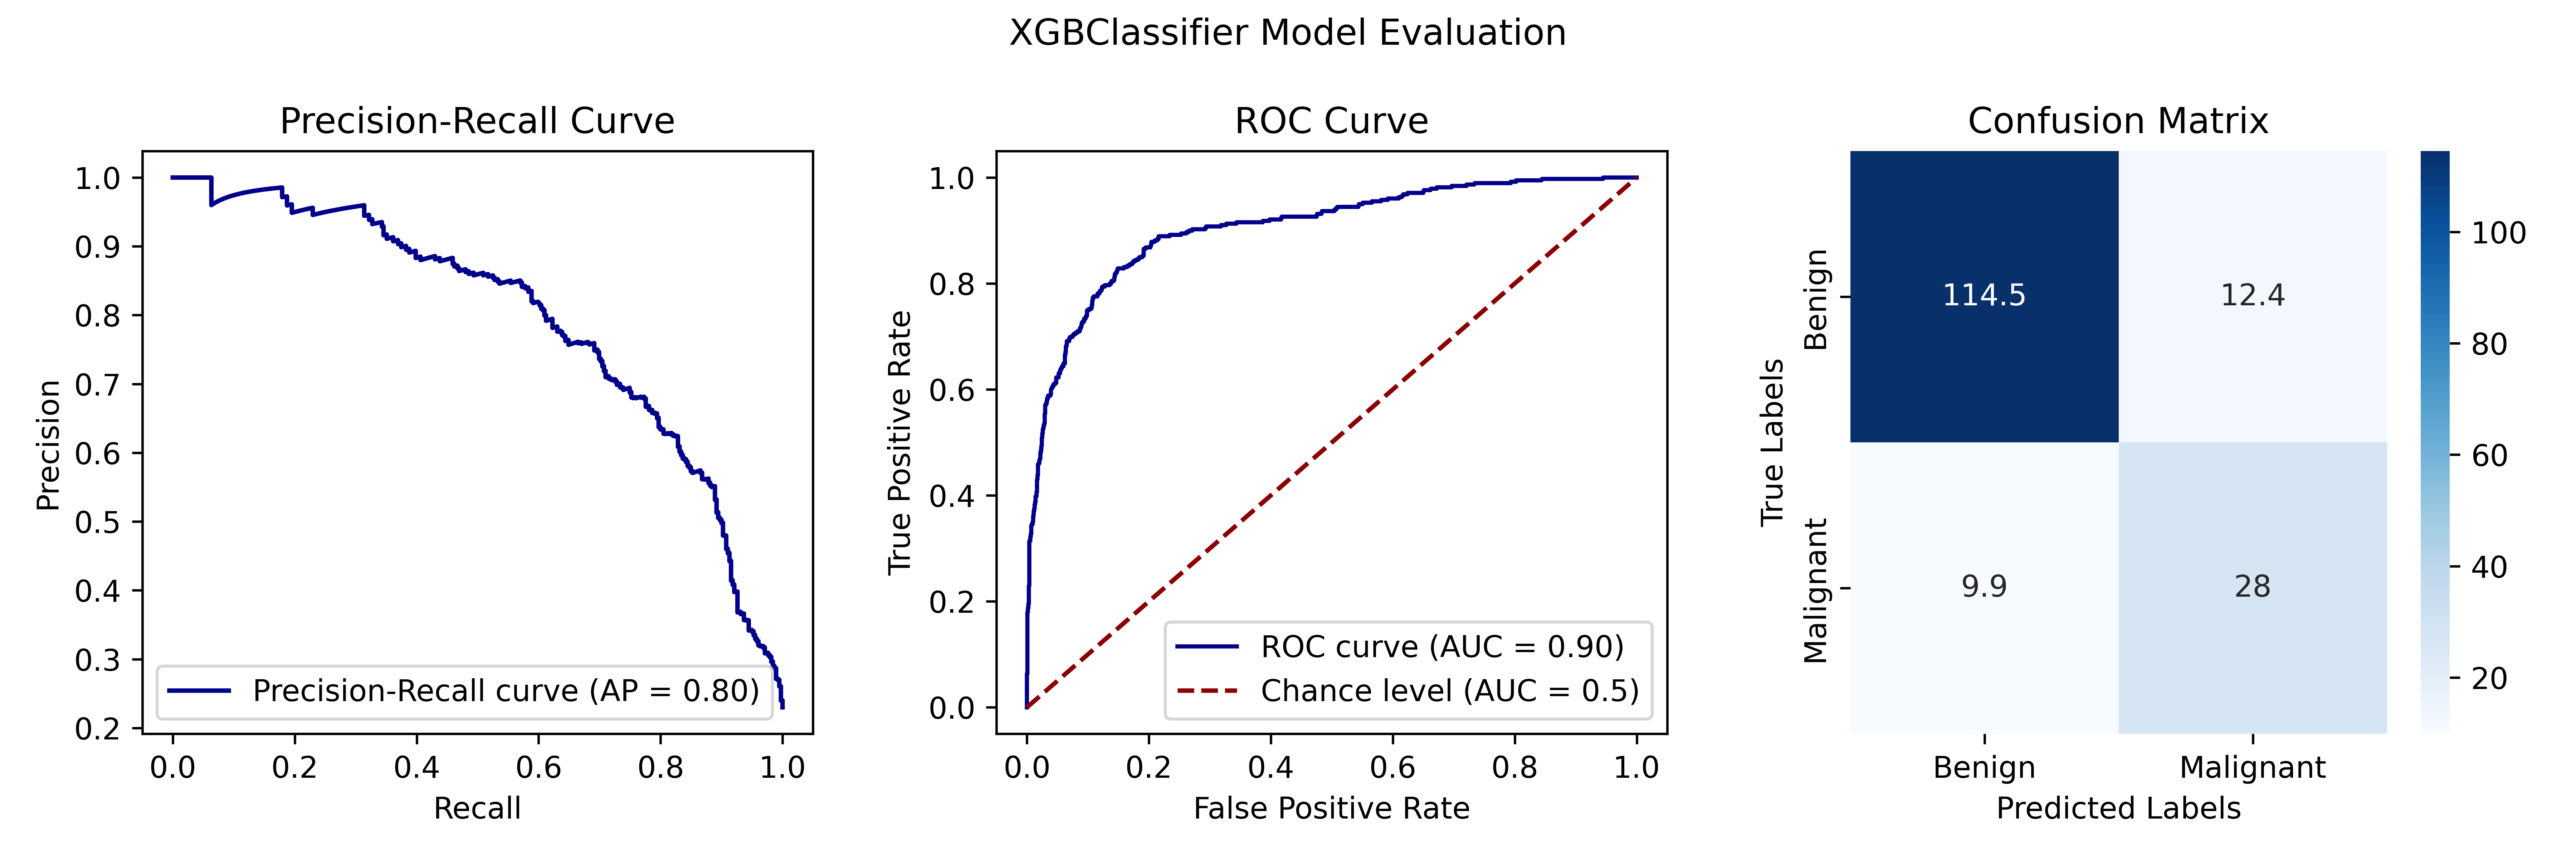 XGBClassifier Model Evaluation
Precision-Recall Curve
1.0
0.9
0.8
0.7
0.6
0.5
0.4
0.3
0.2
Precision
0.0 0.2 0.4 0.6 0.8 1.0
Recall
Precision-Recall curve (AP = 0.80)
ROC Curve
1.0
0.8
0.6
0.4
0.2
0.0
True Positive Rate
0.0 0.2 0.4 0.6 0.8 1.0
False Positive Rate
ROC curve (AUC = 0.90)
Chance level (AUC = 0.5)
Confusion Matrix
True Labels
Benign
Malignant
114.5 12.4
9.9 28
Benign Malignant
Predicted Labels
100
80
60
40
20